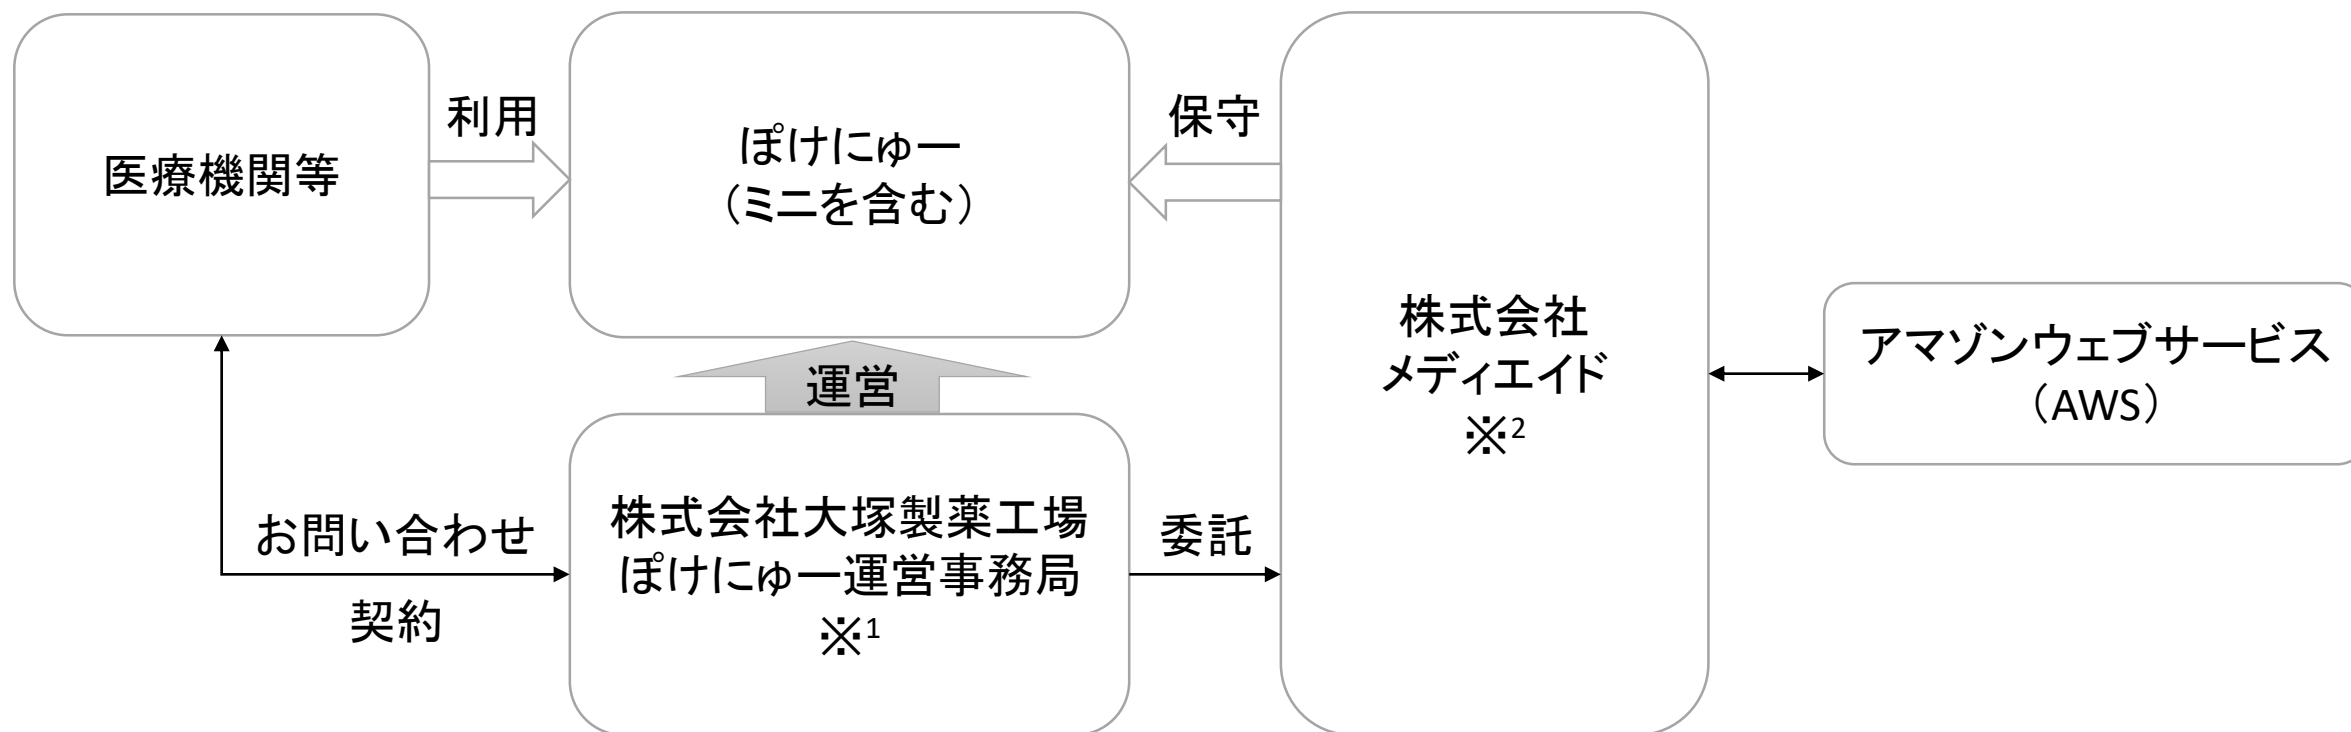 医療機関等
利用
ぽけにゅー
（ミニを含む）
保守
運営
株式会社
メディエイド
※2
アマゾンウェブサービス
（AWS）
お問い合わせ
契約
株式会社大塚製薬工場
ぽけにゅー運営事務局
※1
委託